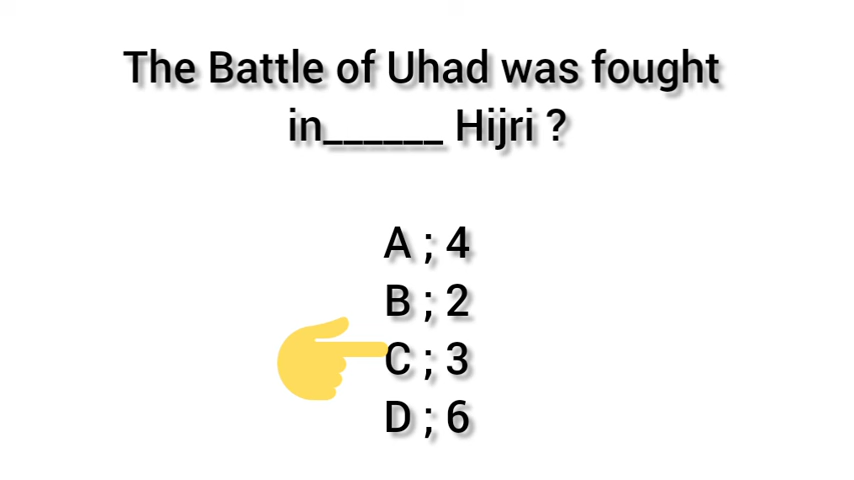 The Battle of Uhad was fought
in______ Hijri ?
A ; 4
B ; 2
C ; 3
D ; 6